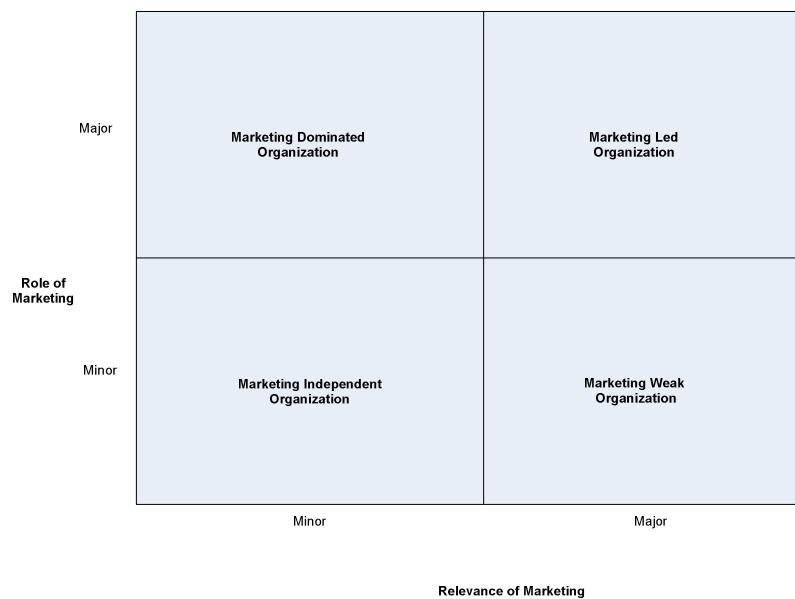 Major
Marketing Dominated
Organization
Marketing Led
Organization
Role of
Marketing
Minor
Marketing Independent
Organization
Marketing Weak
Organization
Minor
Major
Relevance of Marketing